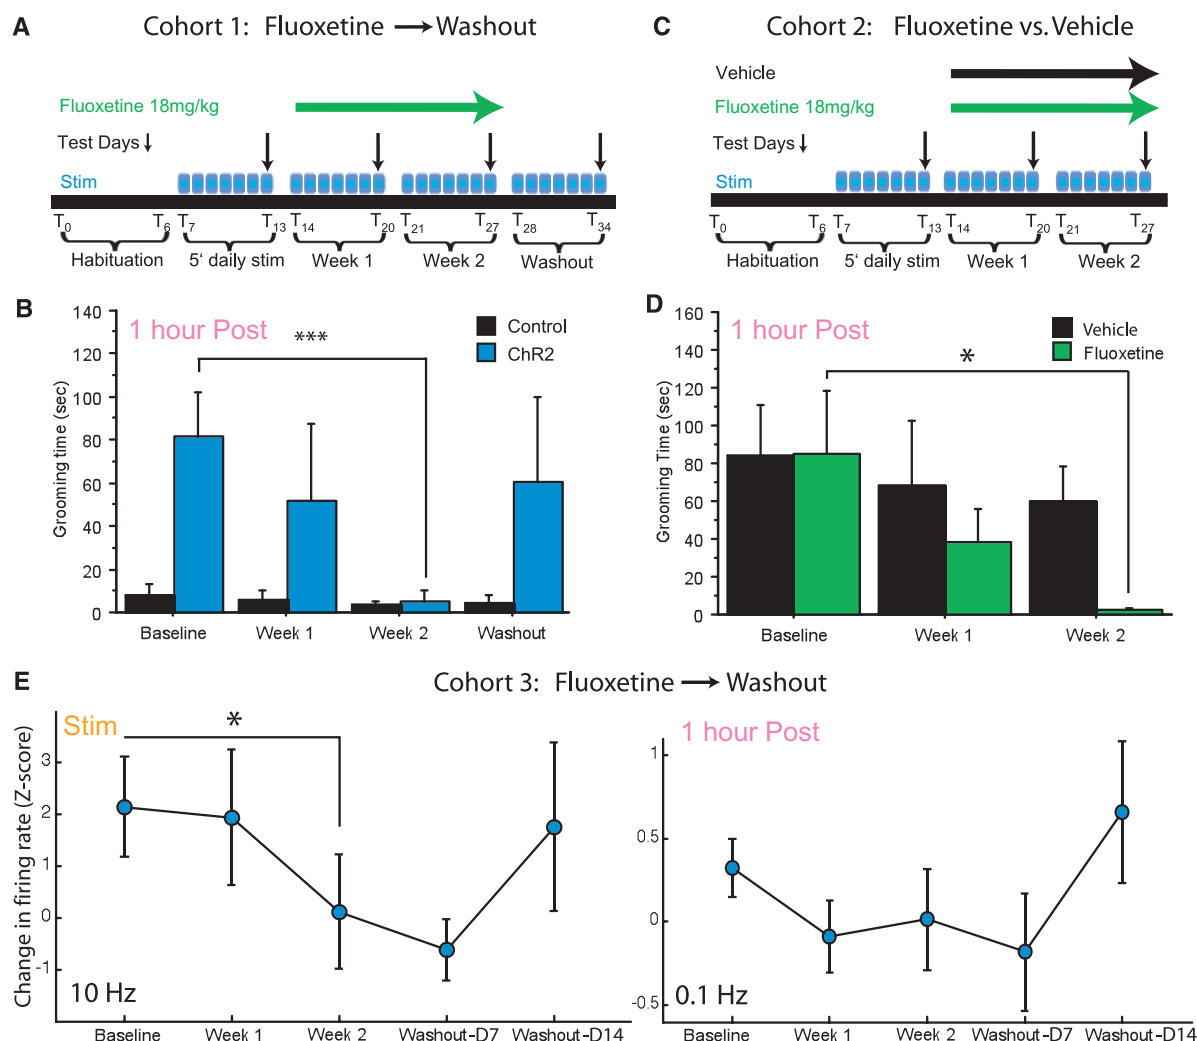 A
Cohort 1: Fluoxetine → Washout
Fluoxetine 18mg/kg
Test Days ↓
Stim
T0 T6 T7 T13 T14 T20 T21 T27 T28 T34
Habituation 5' daily stim Week 1 Week 2 Washout
B
1 hour Post
***
Control
ChR2
Grooming time (sec)
140
120
100
80
60
40
20
0
Baseline Week 1 Week 2 Washout
C
Cohort 2: Fluoxetine vs. Vehicle
Vehicle
Fluoxetine 18mg/kg
Test Days ↓
Stim
T0 T6 T7 T13 T14 T20 T21 T27
Habituation 5' daily stim Week 1 Week 2
D
1 hour Post
*
Vehicle
Fluoxetine
Grooming Time (sec)
160
140
120
100
80
60
40
20
0
Baseline Week 1 Week 2
E
Cohort 3: Fluoxetine → Washout
Stim
*
Change in firing rate (Z-score)
3
2
1
0
-1
10 Hz
Baseline Week 1 Week 2 Washout-D7 Washout-D14
1 hour Post
1
0.5
0
-0.5
0.1 Hz
Baseline Week 1 Week 2 Washout-D7 Washout-D14